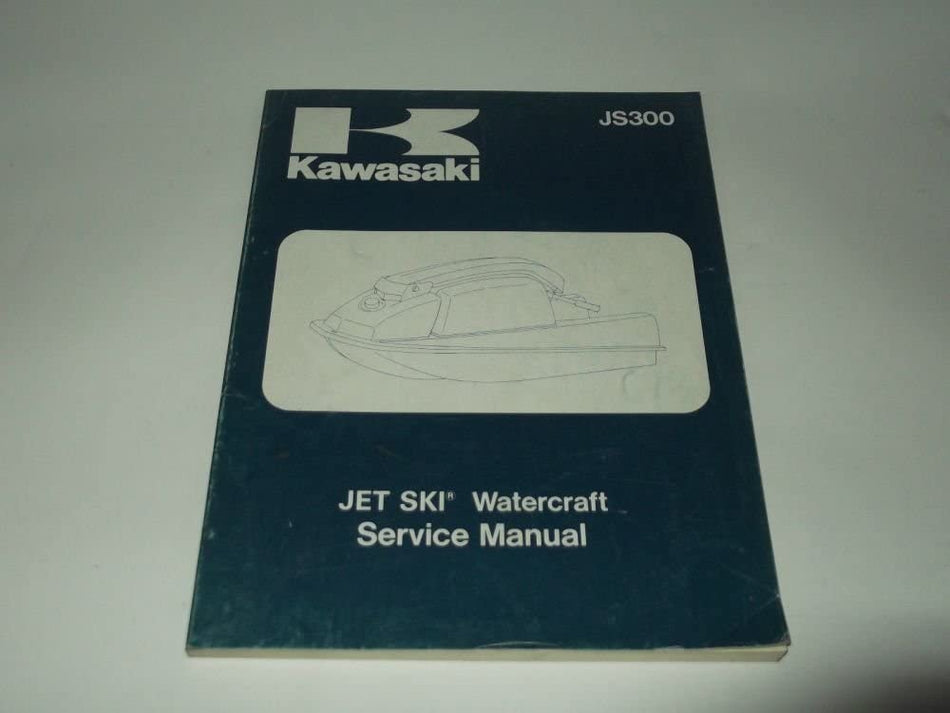 JS300
Kawasaki
JET SKI® Watercraft
Service Manual